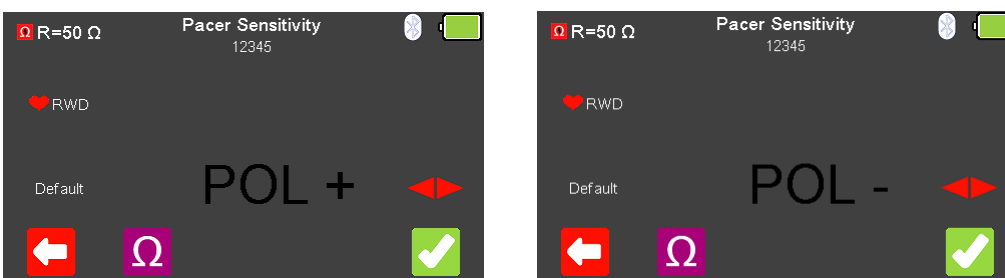 Ω R=50 Ω Pacer Sensitivity
12345
RWD
Default POL +
Ω
Ω R=50 Ω Pacer Sensitivity
12345
RWD
Default POL -
Ω